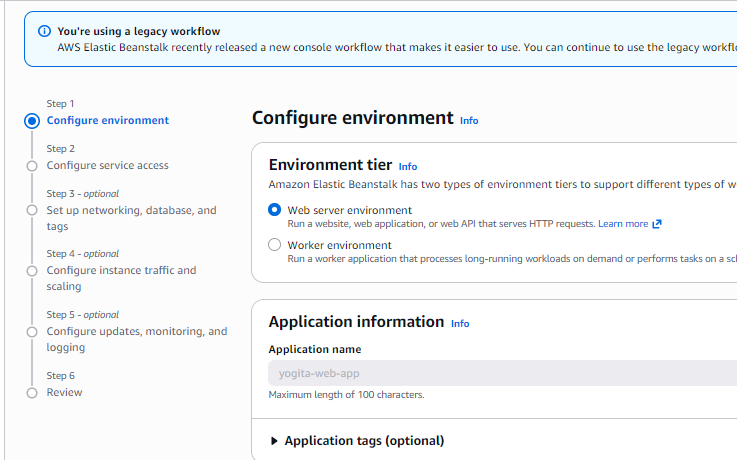 You're using a legacy workflow
AWS Elastic Beanstalk recently released a new console workflow that makes it easier to use. You can continue to use the legacy
Step 1
Configure environment
Step 2
Configure service access
Step 3 - optional
Set up networking, database, and
tags
Step 4 - optional
Configure instance traffic and
scaling
Step 5 - optional
Configure updates, monitoring, and
logging
Step 6
Review
Configure environment Info
Environment tier Info
Amazon Elastic Beanstalk has two types of environment tiers to support different types of
Web server environment
Run a website, web application, or web API that serves HTTP requests. Learn more
Worker environment
Run a worker application that processes long-running workloads on demand or performs tasks on a
Application information Info
Application name
yogita-web-app
Maximum length of 100 characters.
Application tags (optional)